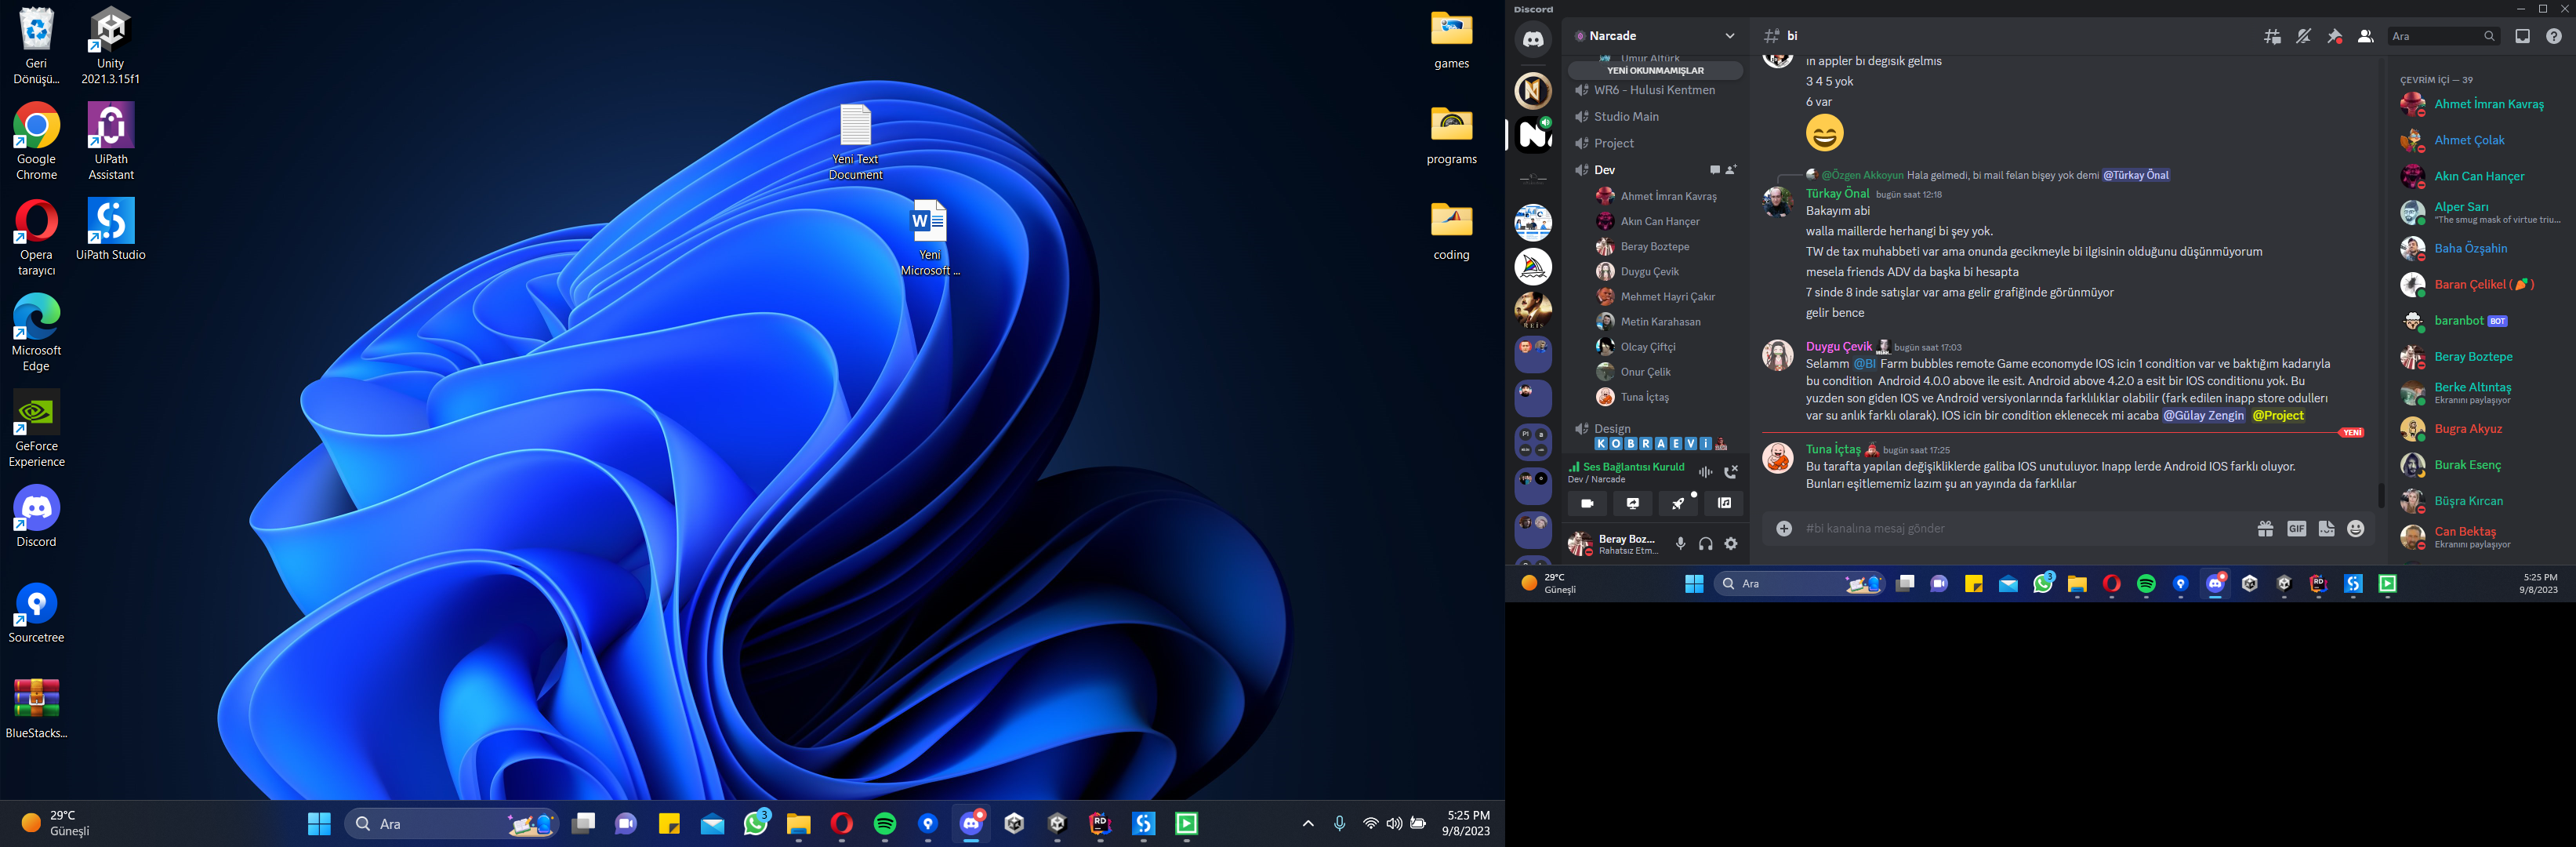 Geri
Dönüşü...
Unity
2021.3.15f1
Google
Chrome
UiPath
Assistant
Opera
tarayıcı
UiPath Studio
Microsoft
Edge
GeForce
Experience
Discord
Sourcetree
BlueStacks...
Yeni Text
Document
Yeni
Microsoft ...
games
programs
coding
29°C
Güneşli
Ara
3
5:25 PM
9/8/2023
Discord
Narcade
Umur Altürk
YENİ OKUNMAMIŞLAR
WR6 - Hulusi Kentmen
Studio Main
Project
Dev
Ahmet İmran Kavraş
Akın Can Hançer
Beray Boztepe
Duygu Çevik
Mehmet Hayri Çakır
Metin Karahasan
Olcay Çiftçi
Onur Çelik
Tuna İçtaş
Design
KOBRAEVi
Ses Bağlantısı Kuruld
Dev / Narcade
Beray Boz...
Rahatsız Etm...
bi
Ara
ın appler bı degısık gelmıs
3 4 5 yok
6 var
@Özgen Akkoyun Hala gelmedi, bi mail felan bişey yok demi @Türkay Önal
Türkay Önal bugün saat 12:18
Bakayım abi
walla maillerde herhangi bi şey yok.
TW de tax muhabbeti var ama onunda gecikmeyle bi ilgisinin olduğunu düşünmüyorum
mesela friends ADV da başka bi hesapta
7 sinde 8 inde satışlar var ama gelir grafiğinde görünmüyor
gelir bence
Duygu Çevik bugün saat 17:03
Selamm @BI Farm bubbles remote Game economyde IOS icin 1 condition var ve baktığım kadarıyla
bu condition Android 4.0.0 above ile esit. Android above 4.2.0 a esit bir IOS conditionu yok. Bu
yuzden son giden IOS ve Android versiyonlarında farklılıklar olabilir (fark edilen inapp store odullerı
var su anlık farklı olarak). IOS icin bir condition eklenecek mi acaba @Gülay Zengin @Project
YENİ
Tuna İçtaş bugün saat 17:25
Bu tarafta yapılan değişikliklerde galiba IOS unutuluyor. Inapp lerde Android IOS farklı oluyor.
Bunları eşitlememiz lazım şu an yayında da farklılar
#bi kanalına mesaj gönder
GIF
ÇEVRİM İÇİ — 39
Ahmet İmran Kavraş
Ahmet Çolak
Akın Can Hançer
Alper Sarı
"The smug mask of virtue triu...
Baha Özşahin
Baran Çelikel ( )
baranbot BOT
Beray Boztepe
Berke Altıntaş
Ekranını paylaşıyor
Bugra Akyuz
Burak Esenç
Büşra Kırcan
Can Bektaş
Ekranını paylaşıyor
29°C
Güneşli
Ara
3
5:25 PM
9/8/2023